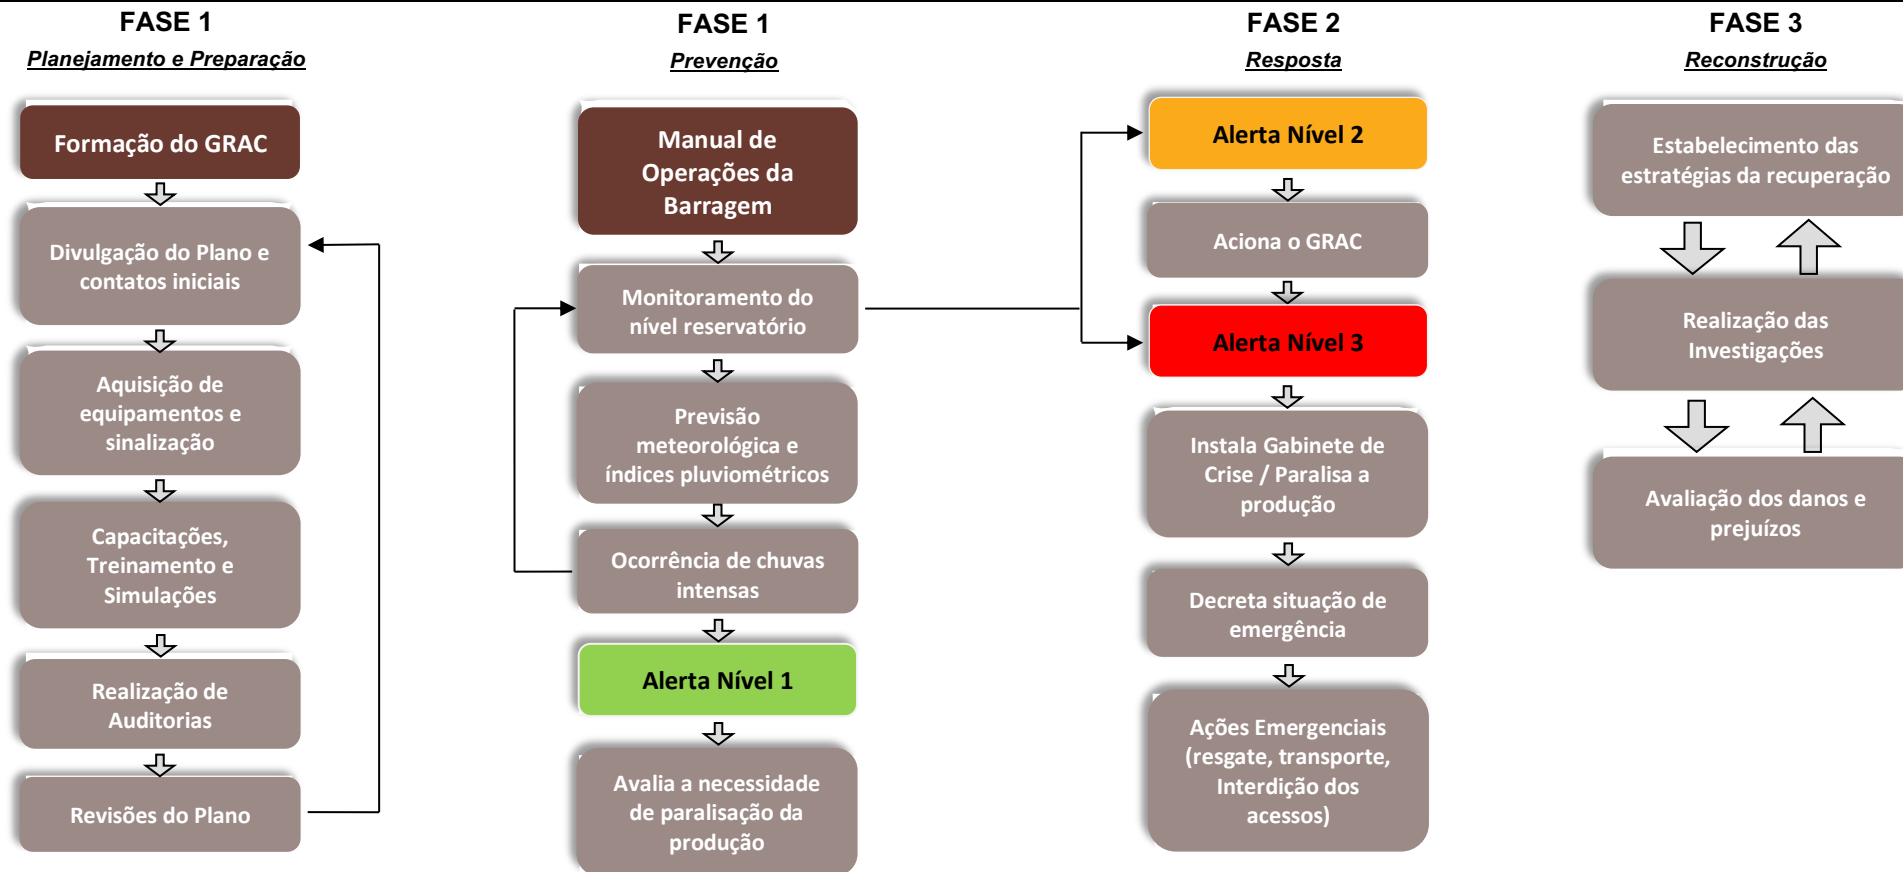 FASE 1
Planejamento e Preparação
Formação do GRAC
Divulgação do Plano e
contatos iniciais
Aquisição de
equipamentos e
sinalização
Capacitações,
Treinamento e
Simulações
Realização de
Auditorias
Revisões do Plano
FASE 1
Prevenção
Manual de
Operações da
Barragem
Monitoramento do
nível reservatório
Previsão
meteorológica e
índices pluviométricos
Ocorrência de chuvas
intensas
Alerta Nível 1
Avalia a necessidade
de paralisação da
produção
FASE 2
Resposta
Alerta Nível 2
Aciona o GRAC
Alerta Nível 3
Instala Gabinete de
Crise / Paralisa a
produção
Decreta situação de
emergência
Ações Emergenciais
(resgate, transporte,
Interdição dos
acessos)
FASE 3
Reconstrução
Estabelecimento das
estratégias da recuperação
Realização das
Investigações
Avaliação dos danos e
prejuízos